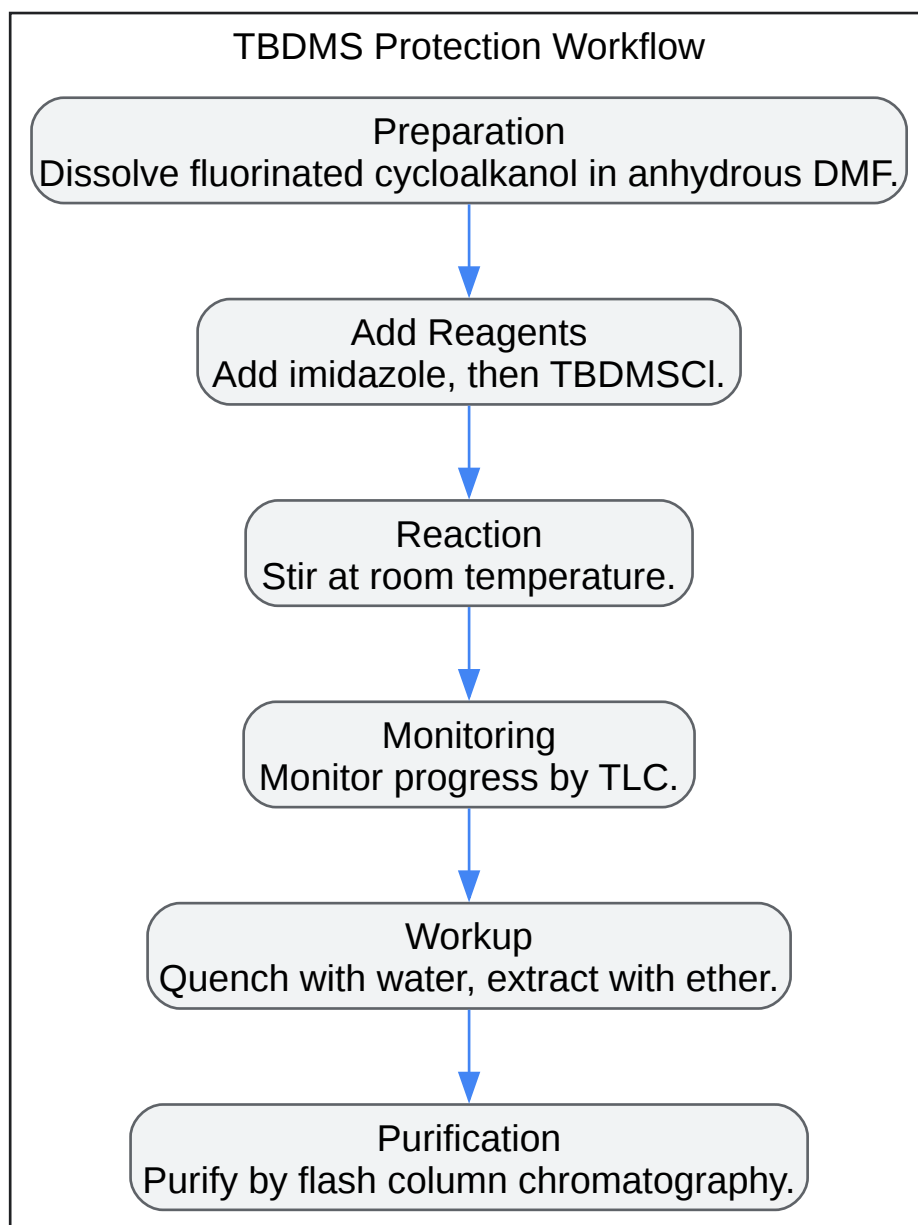 TBDMS Protection Workflow
Preparation
Dissolve fluorinated cycloalkanol in anhydrous DMF.
Add Reagents
Add imidazole, then TBDMSCl.
Reaction
Stir at room temperature.
Monitoring
Monitor progress by TLC.
Workup
Quench with water, extract with ether.
Purification
Purify by flash column chromatography.